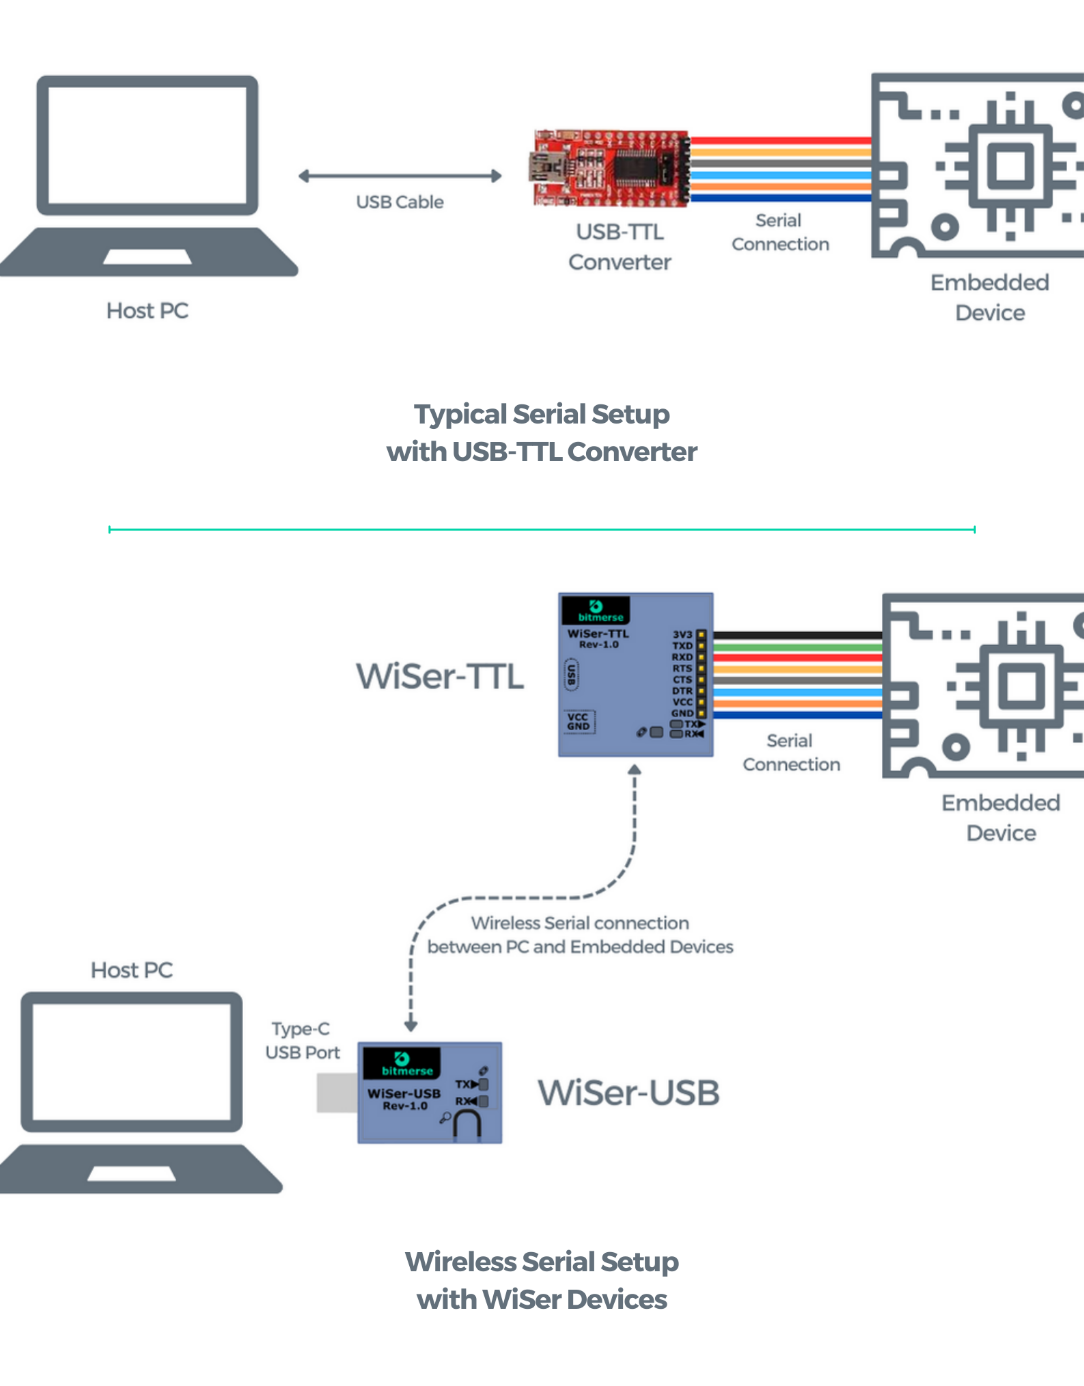 USB Cable
USB-TTL
Converter
Serial
Connection
Host PC
Embedded
Device
Typical Serial Setup
with USB-TTL Converter
WiSer-TTL
bitmerse
WiSer-TTL
Rev-1.0
USB
VCC
GND
3V3
TXD
RXD
RTS
CTS
DTR
VCC
GND
TX
RX
Serial
Connection
Embedded
Device
Wireless Serial connection
between PC and Embedded Devices
Host PC
Type-C
USB Port
bitmerse
WiSer-USB
Rev-1.0
TX
RX
WiSer-USB
Wireless Serial Setup
with WiSer Devices